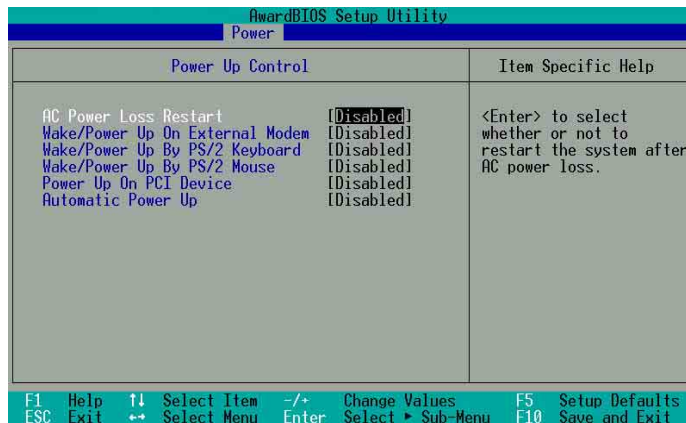 AwardBIOS Setup Utility
Power
Power Up Control
Item Specific Help
AC Power Loss Restart [Disabled]
Wake/Power Up On External Modem [Disabled]
Wake/Power Up By PS/2 Keyboard [Disabled]
Wake/Power Up By PS/2 Mouse [Disabled]
Power Up On PCI Device [Disabled]
Automatic Power Up [Disabled]
<Enter> to select
whether or not to
restart the system after
AC power loss.
F1 Help ↑↓ Select Item -/+ Change Values F5 Setup Defaults
ESC Exit ←→ Select Menu Enter Select ► Sub-Menu F10 Save and Exit